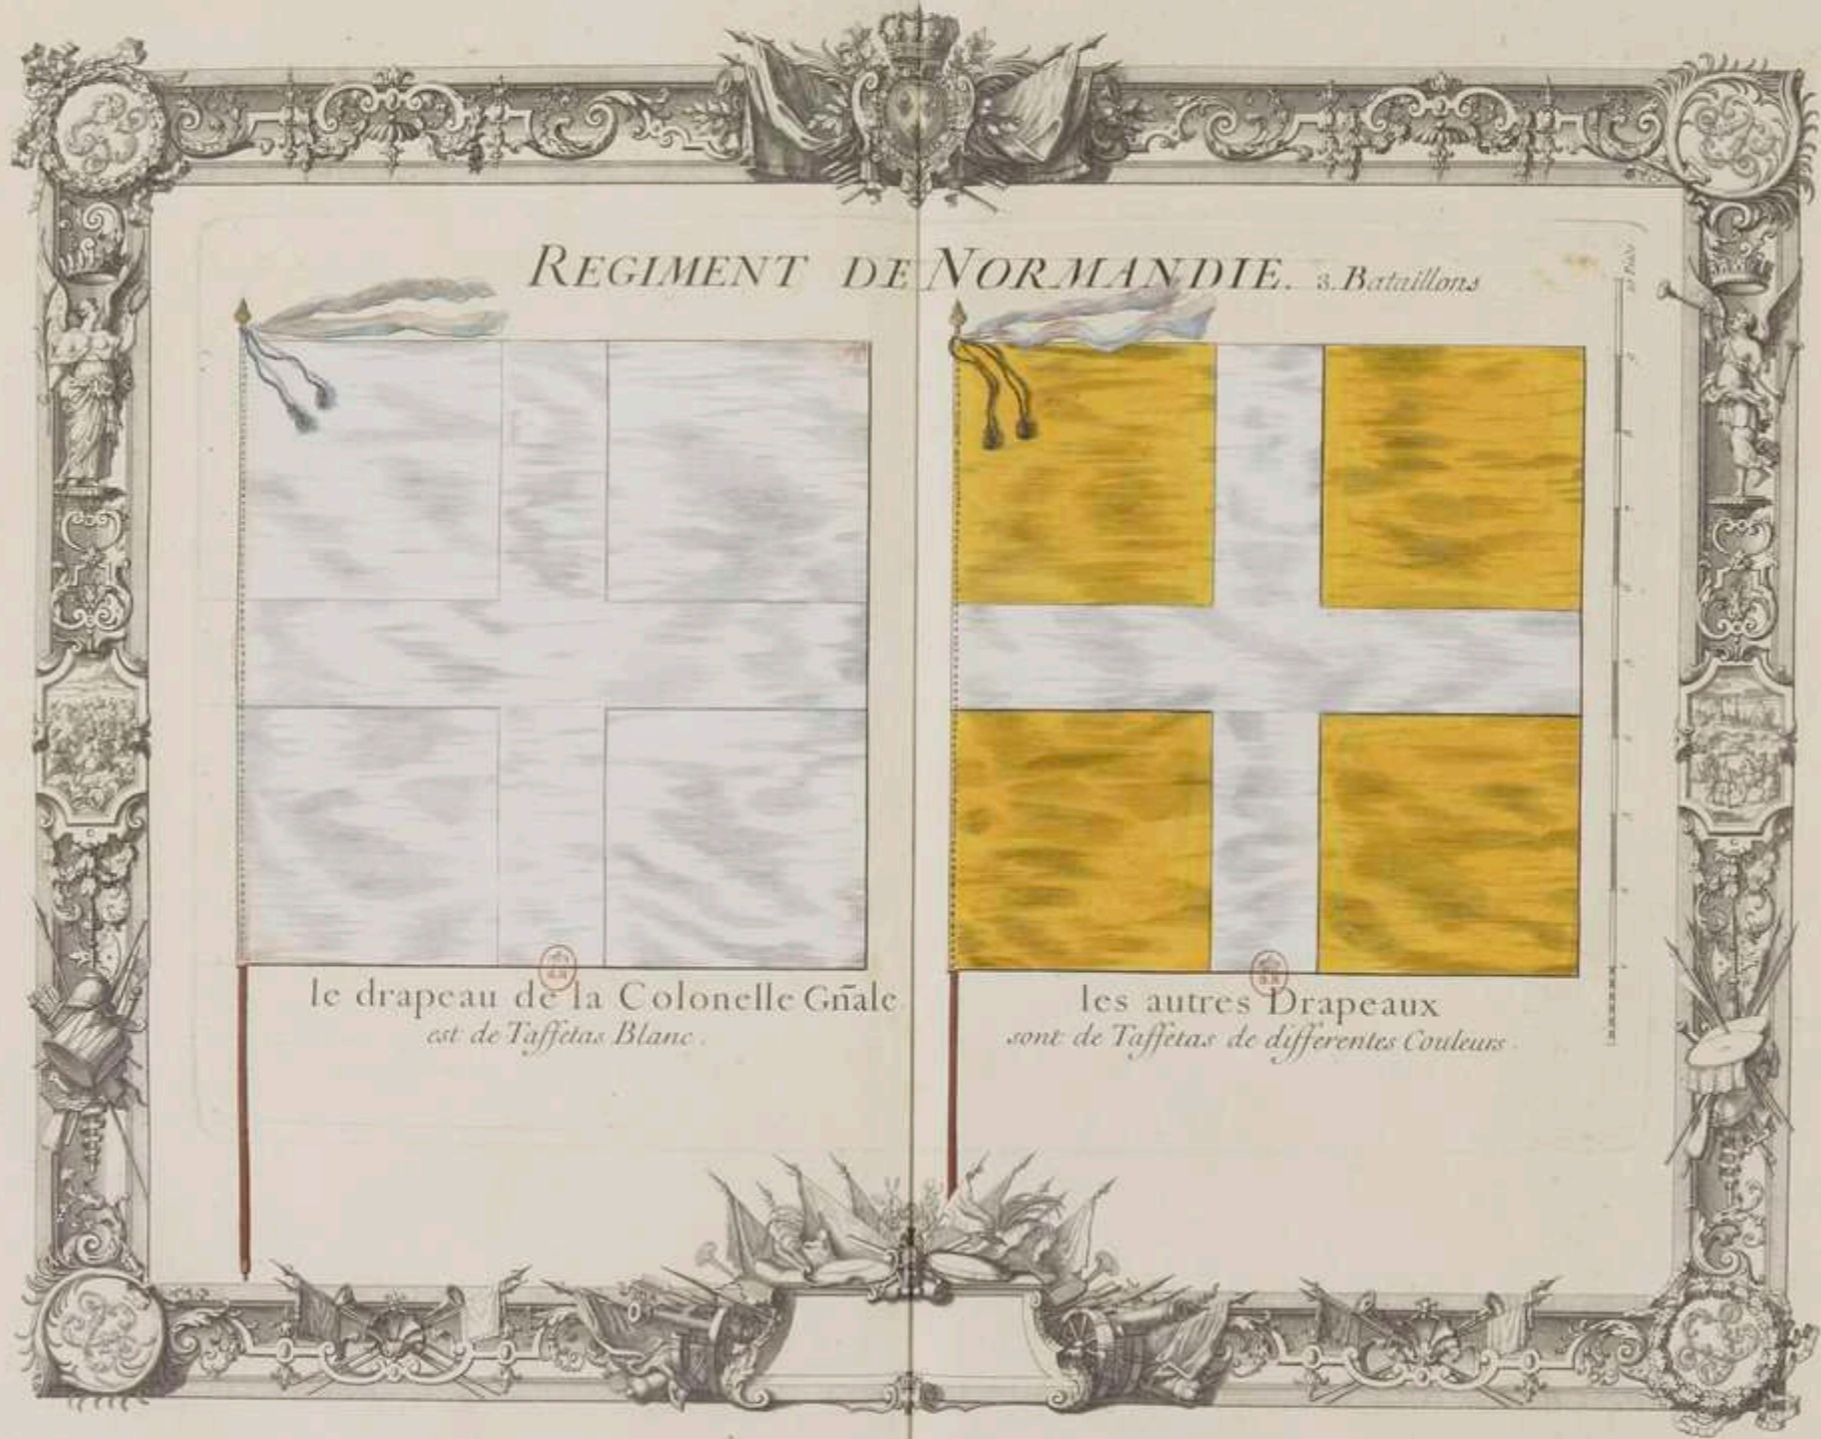 REGIMENT DE NORMANDIE. 3. Bataillons
le drapeau de la Colonelle Gñale
est de Taffetas Blanc.
les autres Drapeaux
sont de Taffetas de differentes Couleurs.